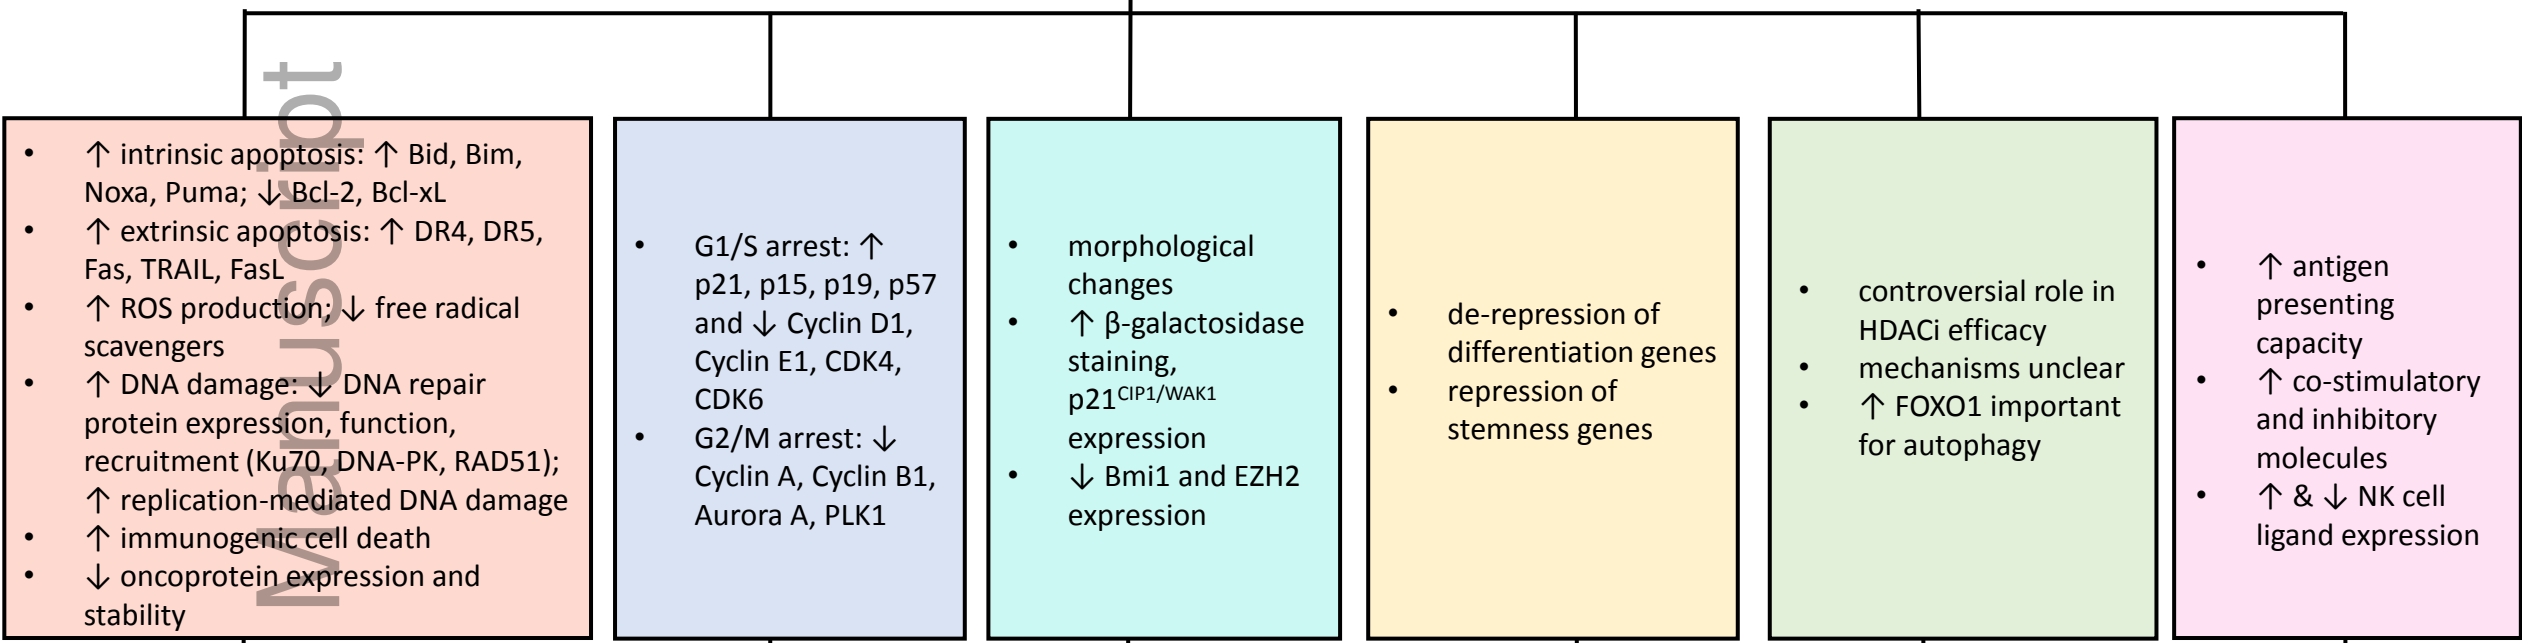 Manuscript
• ↑ intrinsic apoptosis: ↑ Bid, Bim,
Noxa, Puma; ↓ Bcl-2, Bcl-xL
• ↑ extrinsic apoptosis: ↑ DR4, DR5,
Fas, TRAIL, FasL
• ↑ ROS production; ↓ free radical
scavengers
• ↑ DNA damage: ↓ DNA repair
protein expression, function,
recruitment (Ku70, DNA-PK, RAD51);
↑ replication-mediated DNA damage
• ↑ immunogenic cell death
• ↓ oncoprotein expression and
stability
• G1/S arrest: ↑
p21, p15, p19, p57
and ↓ Cyclin D1,
Cyclin E1, CDK4,
CDK6
• G2/M arrest: ↓
Cyclin A, Cyclin B1,
Aurora A, PLK1
• morphological
changes
• ↑ β-galactosidase
staining,
p21CIP1/WAK1
expression
• ↓ Bmi1 and EZH2
expression
• de-repression of
differentiation genes
• repression of
stemness genes
• controversial role in
HDACi efficacy
• mechanisms unclear
• ↑ FOXO1 important
for autophagy
• ↑ antigen
presenting
capacity
• ↑ co-stimulatory
and inhibitory
molecules
• ↑ & ↓ NK cell
ligand expression